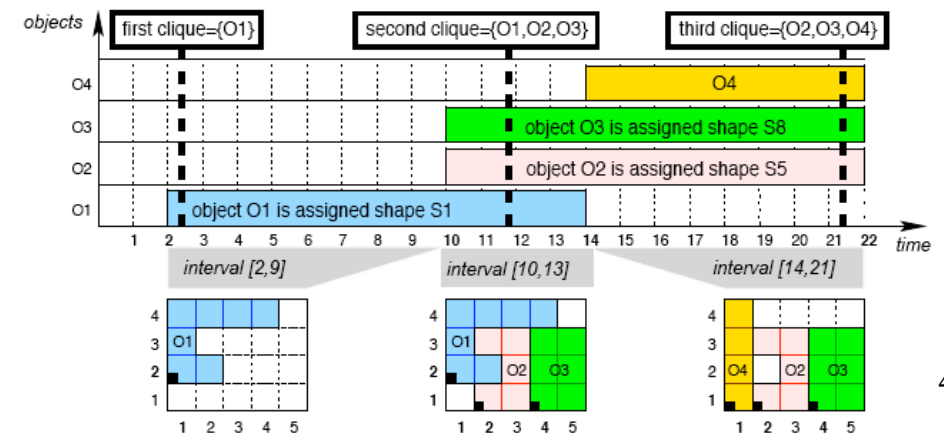 objects
first clique={O1} second clique={O1,O2,O3} third clique={O2,O3,O4}
O4 O4
O3 object O3 is assigned shape S8
O2 object O2 is assigned shape S5
O1 object O1 is assigned shape S1
1 2 3 4 5 6 7 8 9 10 11 12 13 14 15 16 17 18 19 20 21 22 time
interval [2,9] interval [10,13] interval [14,21]
4 4 4
3 O1 3 O1 3
2 2 O2 O3 2 O4 O2 O3 4
1 1 1
1 2 3 4 5 1 2 3 4 5 1 2 3 4 5